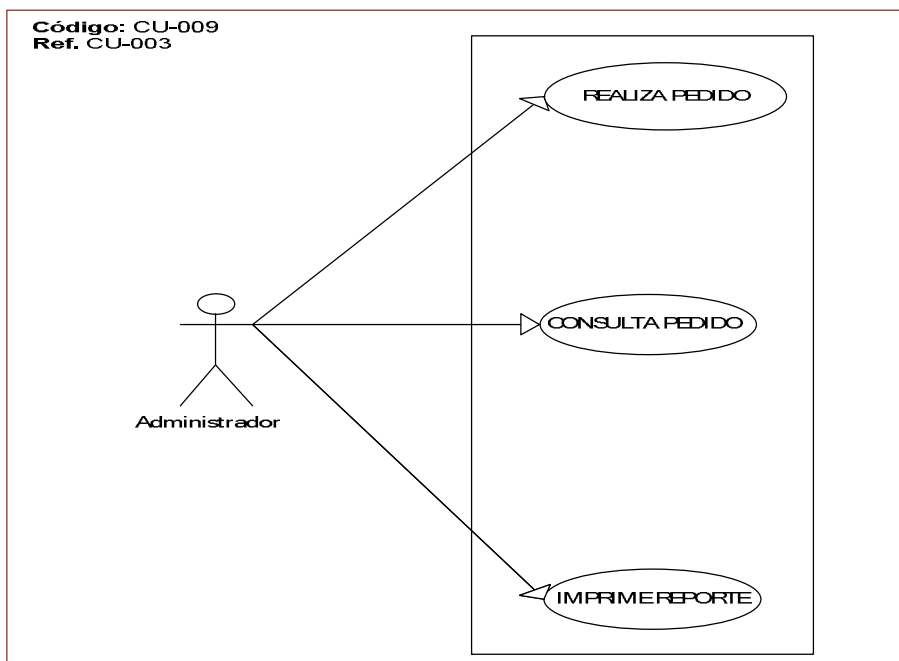 Código: CU-009
Ref. CU-003
REALIZA PEDIDO
CONSULTA PEDIDO
Administrador
IMPRIME REPORTE